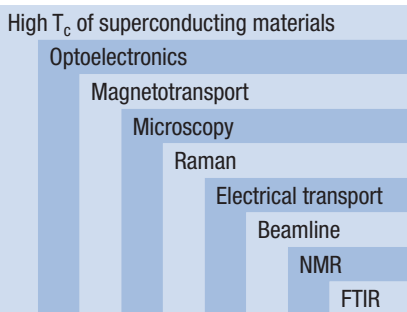 High Tc of superconducting materials
Optoelectronics
Magnetotransport
Microscopy
Raman
Electrical transport
Beamline
NMR
FTIR